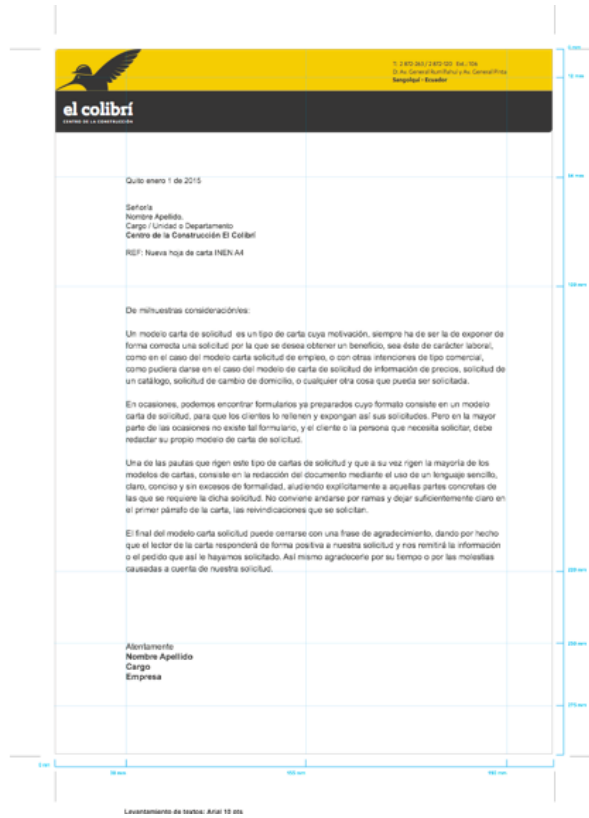 T: 2 872 063 / 2 872 120 Ext.: 106
D: Av. General Rumiñahui y Av. General Pintag
Sangolquí - Ecuador
el colibrí
CENTRO DE LA CONSTRUCCIÓN
Quito enero 1 de 2015
Señor/a
Nombre Apellido.
Cargo / Unidad o Departamento
Centro de la Construcción El Colibrí
REF: Nueva hoja de carta INEN A4
De mi/nuestras consideración/es:
Un modelo carta de solicitud es un tipo de carta cuya motivación, siempre ha de ser la de exponer de
forma correcta una solicitud por la que se desea obtener un beneficio, sea éste de carácter laboral,
como en el caso del modelo carta solicitud de empleo, o con otras intenciones de tipo comercial,
como pudiera darse en el caso del modelo de carta de solicitud de información de precios, solicitud de
un catálogo, solicitud de cambio de domicilio, o cualquier otra cosa que pueda ser solicitada.
En ocasiones, podemos encontrar formularios ya preparados cuyo formato consiste en un modelo
carta de solicitud, para que los clientes lo rellenen y expongan así sus solicitudes. Pero en la mayor
parte de las ocasiones no existe tal formulario, y el cliente o la persona que necesita solicitar, debe
redactar su propio modelo de carta de solicitud.
Una de las pautas que rigen este tipo de cartas de solicitud y que a su vez rigen la mayoría de los
modelos de cartas, consiste en la redacción del documento mediante el uso de un lenguaje sencillo,
claro, conciso y sin excesos de formalidad, aludiendo explícitamente a aquellas partes concretas de
las que se requiere la dicha solicitud. No conviene andarse por ramas y dejar suficientemente claro en
el primer párrafo de la carta, las reivindicaciones que se solicitan.
El final del modelo carta solicitud puede cerrarse con una frase de agradecimiento, dando por hecho
que el lector de la carta responderá de forma positiva a nuestra solicitud y nos remitirá la información
o el pedido que así le hayamos solicitado. Así mismo agradecerle por su tiempo o por las molestias
causadas a cuenta de nuestra solicitud.
Atentamente
Nombre Apellido
Cargo
Empresa
Levantamiento de textos: Arial 10 pts.